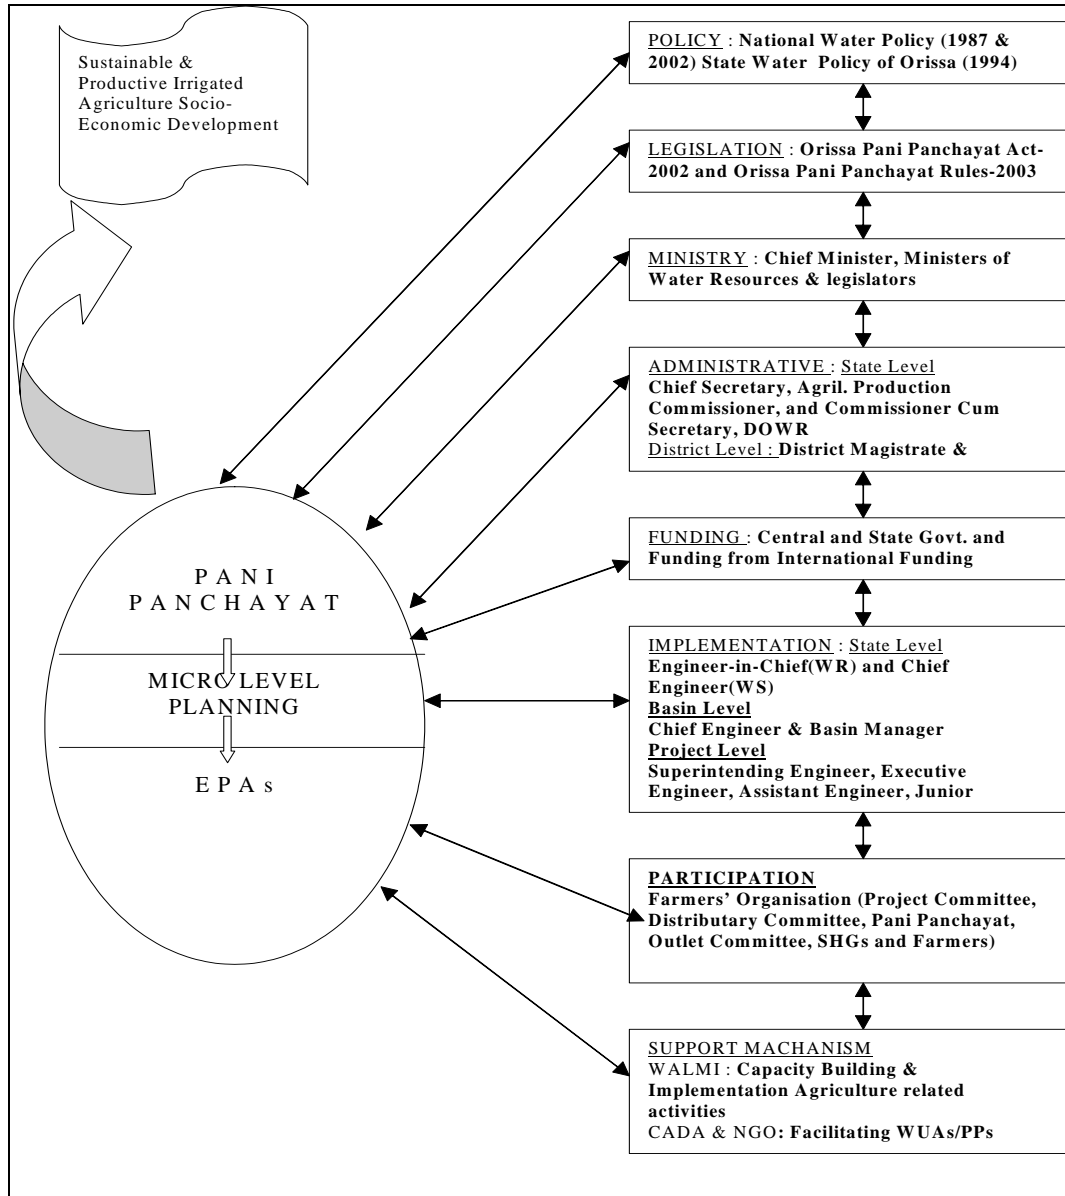 Sustainable &
Productive Irrigated
Agriculture Socio-
Economic Development
PANI
PANCHAYAT
MICRO LEVEL
PLANNING
EPAs
POLICY : National Water Policy (1987 &
2002) State Water Policy of Orissa (1994)
LEGISLATION : Orissa Pani Panchayat Act-
2002 and Orissa Pani Panchayat Rules-2003
MINISTRY : Chief Minister, Ministers of
Water Resources & legislators
ADMINISTRATIVE : State Level
Chief Secretary, Agril. Production
Commissioner, and Commissioner Cum
Secretary, DOWR
District Level : District Magistrate &
FUNDING : Central and State Govt. and
Funding from International Funding
IMPLEMENTATION : State Level
Engineer-in-Chief(WR) and Chief
Engineer(WS)
Basin Level
Chief Engineer & Basin Manager
Project Level
Superintending Engineer, Executive
Engineer, Assistant Engineer, Junior
PARTICIPATION
Farmers' Organisation (Project Committee,
Distributary Committee, Pani Panchayat,
Outlet Committee, SHGs and Farmers)
SUPPORT MACHANISM
WALMI : Capacity Building &
Implementation Agriculture related
activities
CADA & NGO: Facilitating WUAs/PPs